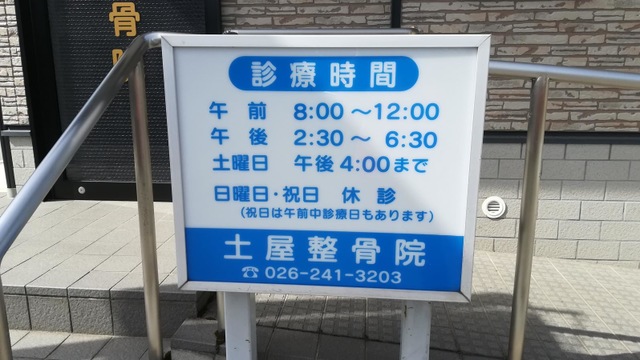 骨
診療時間
午前 8:00～12:00
午後 2:30～ 6:30
土曜日 午後4:00まで
日曜日・祝日 休診
(祝日は午前中診療日もあります)
土屋整骨院
☎026-241-3203